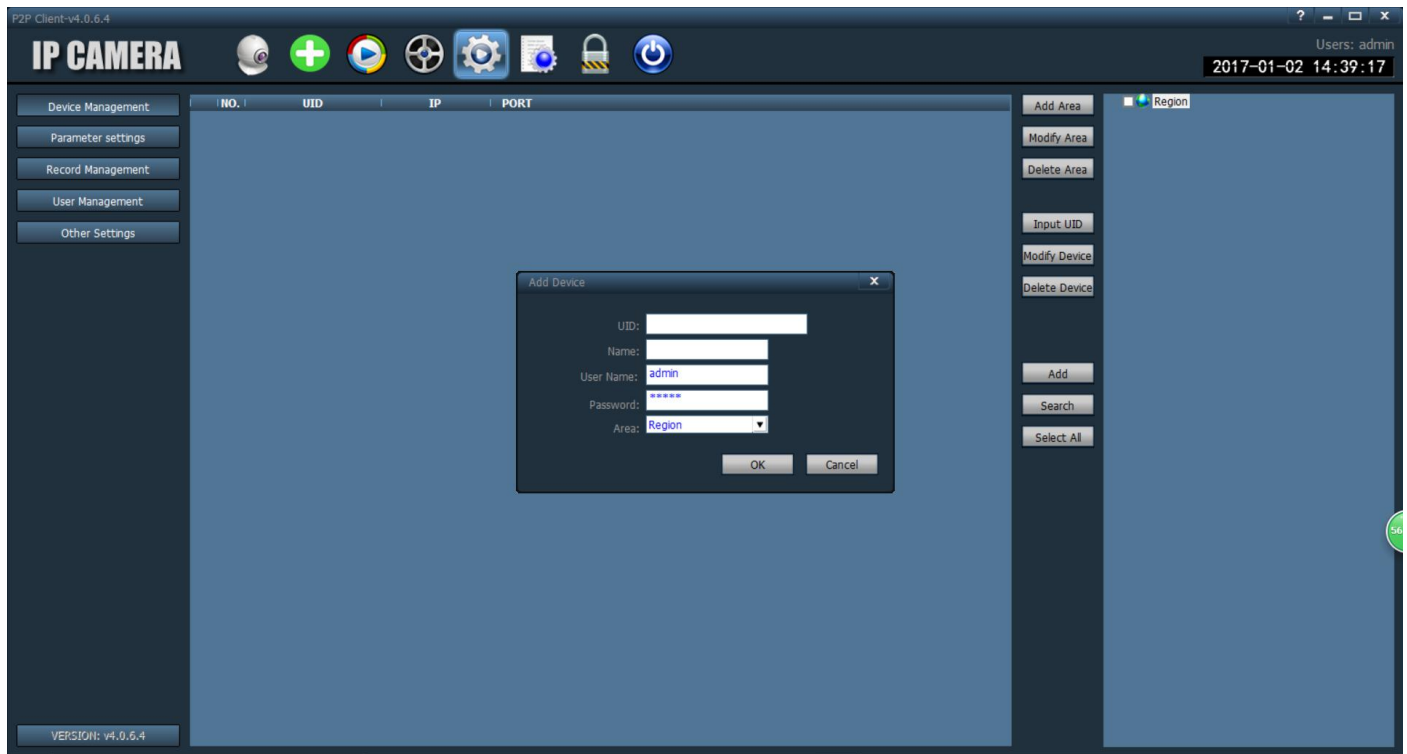 P2P Client-v4.0.6.4
IP CAMERA
Users: admin
2017-01-02 14:39:17
Device Management
Parameter settings
Record Management
User Management
Other Settings
NO. UID IP PORT
Add Area
Modify Area
Delete Area
Input UID
Modify Device
Delete Device
Add
Search
Select All
Region
Add Device
UID:
Name:
User Name: admin
Password: *****
Area: Region
OK Cancel
56
VERSION: v4.0.6.4